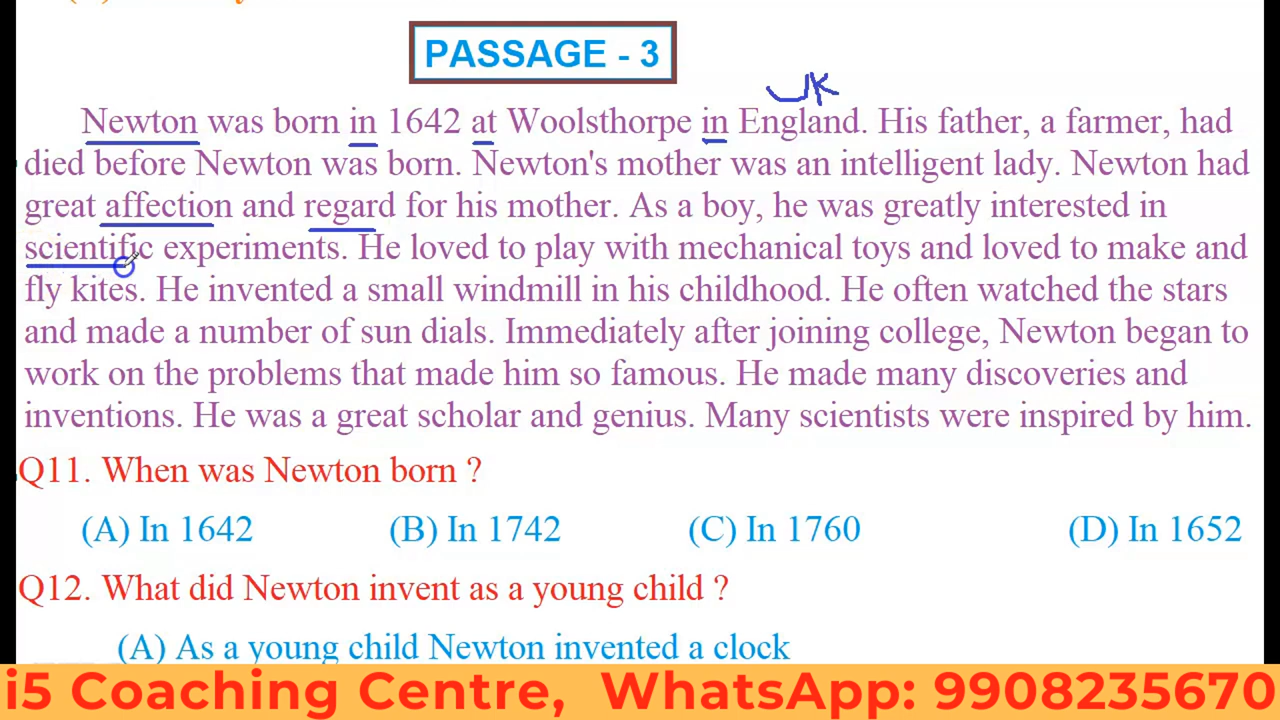 PASSAGE - 3
UK
Newton was born in 1642 at Woolsthorpe in England. His father, a farmer, had
died before Newton was born. Newton's mother was an intelligent lady. Newton had
great affection and regard for his mother. As a boy, he was greatly interested in
scientific experiments. He loved to play with mechanical toys and loved to make and
fly kites. He invented a small windmill in his childhood. He often watched the stars
and made a number of sun dials. Immediately after joining college, Newton began to
work on the problems that made him so famous. He made many discoveries and
inventions. He was a great scholar and genius. Many scientists were inspired by him.
Q11. When was Newton born ?
(A) In 1642 (B) In 1742 (C) In 1760 (D) In 1652
Q12. What did Newton invent as a young child ?
(A) As a young child Newton invented a clock
i5 Coaching Centre, WhatsApp: 9908235670